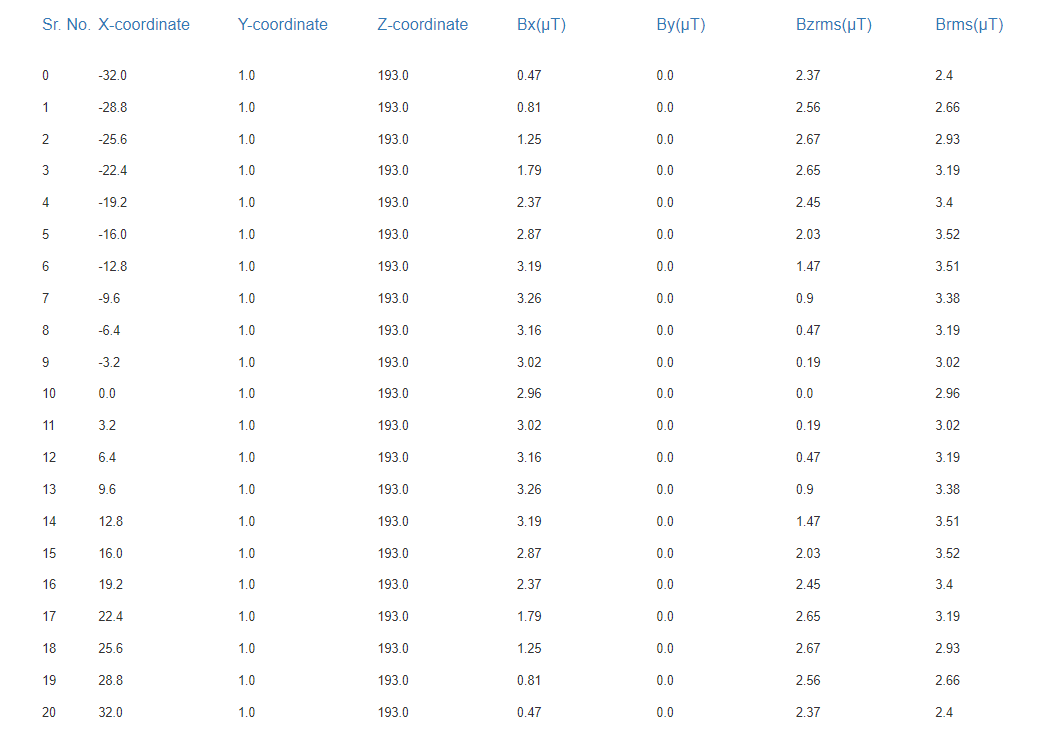 Sr. No. X-coordinate Y-coordinate Z-coordinate Bx(µT) By(µT) Bzrms(µT) Brms(µT)
0 -32.0 1.0 193.0 0.47 0.0 2.37 2.4
1 -28.8 1.0 193.0 0.81 0.0 2.56 2.66
2 -25.6 1.0 193.0 1.25 0.0 2.67 2.93
3 -22.4 1.0 193.0 1.79 0.0 2.65 3.19
4 -19.2 1.0 193.0 2.37 0.0 2.45 3.4
5 -16.0 1.0 193.0 2.87 0.0 2.03 3.52
6 -12.8 1.0 193.0 3.19 0.0 1.47 3.51
7 -9.6 1.0 193.0 3.26 0.0 0.9 3.38
8 -6.4 1.0 193.0 3.16 0.0 0.47 3.19
9 -3.2 1.0 193.0 3.02 0.0 0.19 3.02
10 0.0 1.0 193.0 2.96 0.0 0.0 2.96
11 3.2 1.0 193.0 3.02 0.0 0.19 3.02
12 6.4 1.0 193.0 3.16 0.0 0.47 3.19
13 9.6 1.0 193.0 3.26 0.0 0.9 3.38
14 12.8 1.0 193.0 3.19 0.0 1.47 3.51
15 16.0 1.0 193.0 2.87 0.0 2.03 3.52
16 19.2 1.0 193.0 2.37 0.0 2.45 3.4
17 22.4 1.0 193.0 1.79 0.0 2.65 3.19
18 25.6 1.0 193.0 1.25 0.0 2.67 2.93
19 28.8 1.0 193.0 0.81 0.0 2.56 2.66
20 32.0 1.0 193.0 0.47 0.0 2.37 2.4